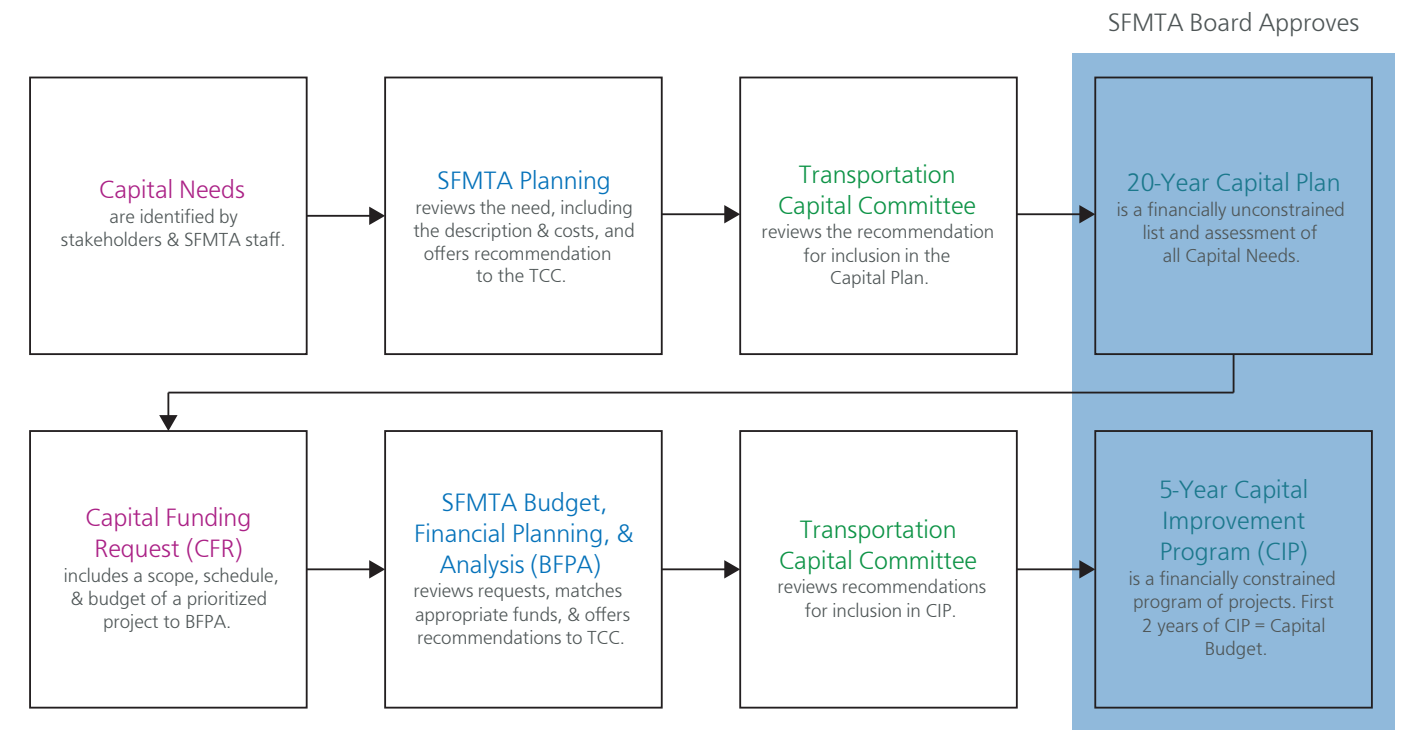 SFMTA Board Approves
Capital Needs
are identified by
stakeholders & SFMTA staff.
SFMTA Planning
reviews the need, including
the description & costs, and
offers recommendation
to the TCC.
Transportation
Capital Committee
reviews the recommendation
for inclusion in the
Capital Plan.
20-Year Capital Plan
is a financially unconstrained
list and assessment of
all Capital Needs.
Capital Funding
Request (CFR)
includes a scope, schedule,
& budget of a prioritized
project to BFPA.
SFMTA Budget,
Financial Planning, &
Analysis (BFPA)
reviews requests, matches
appropriate funds, & offers
recommendations to TCC.
Transportation
Capital Committee
reviews recommendations
for inclusion in CIP.
5-Year Capital
Improvement
Program (CIP)
is a financially constrained
program of projects. First
2 years of CIP = Capital
Budget.